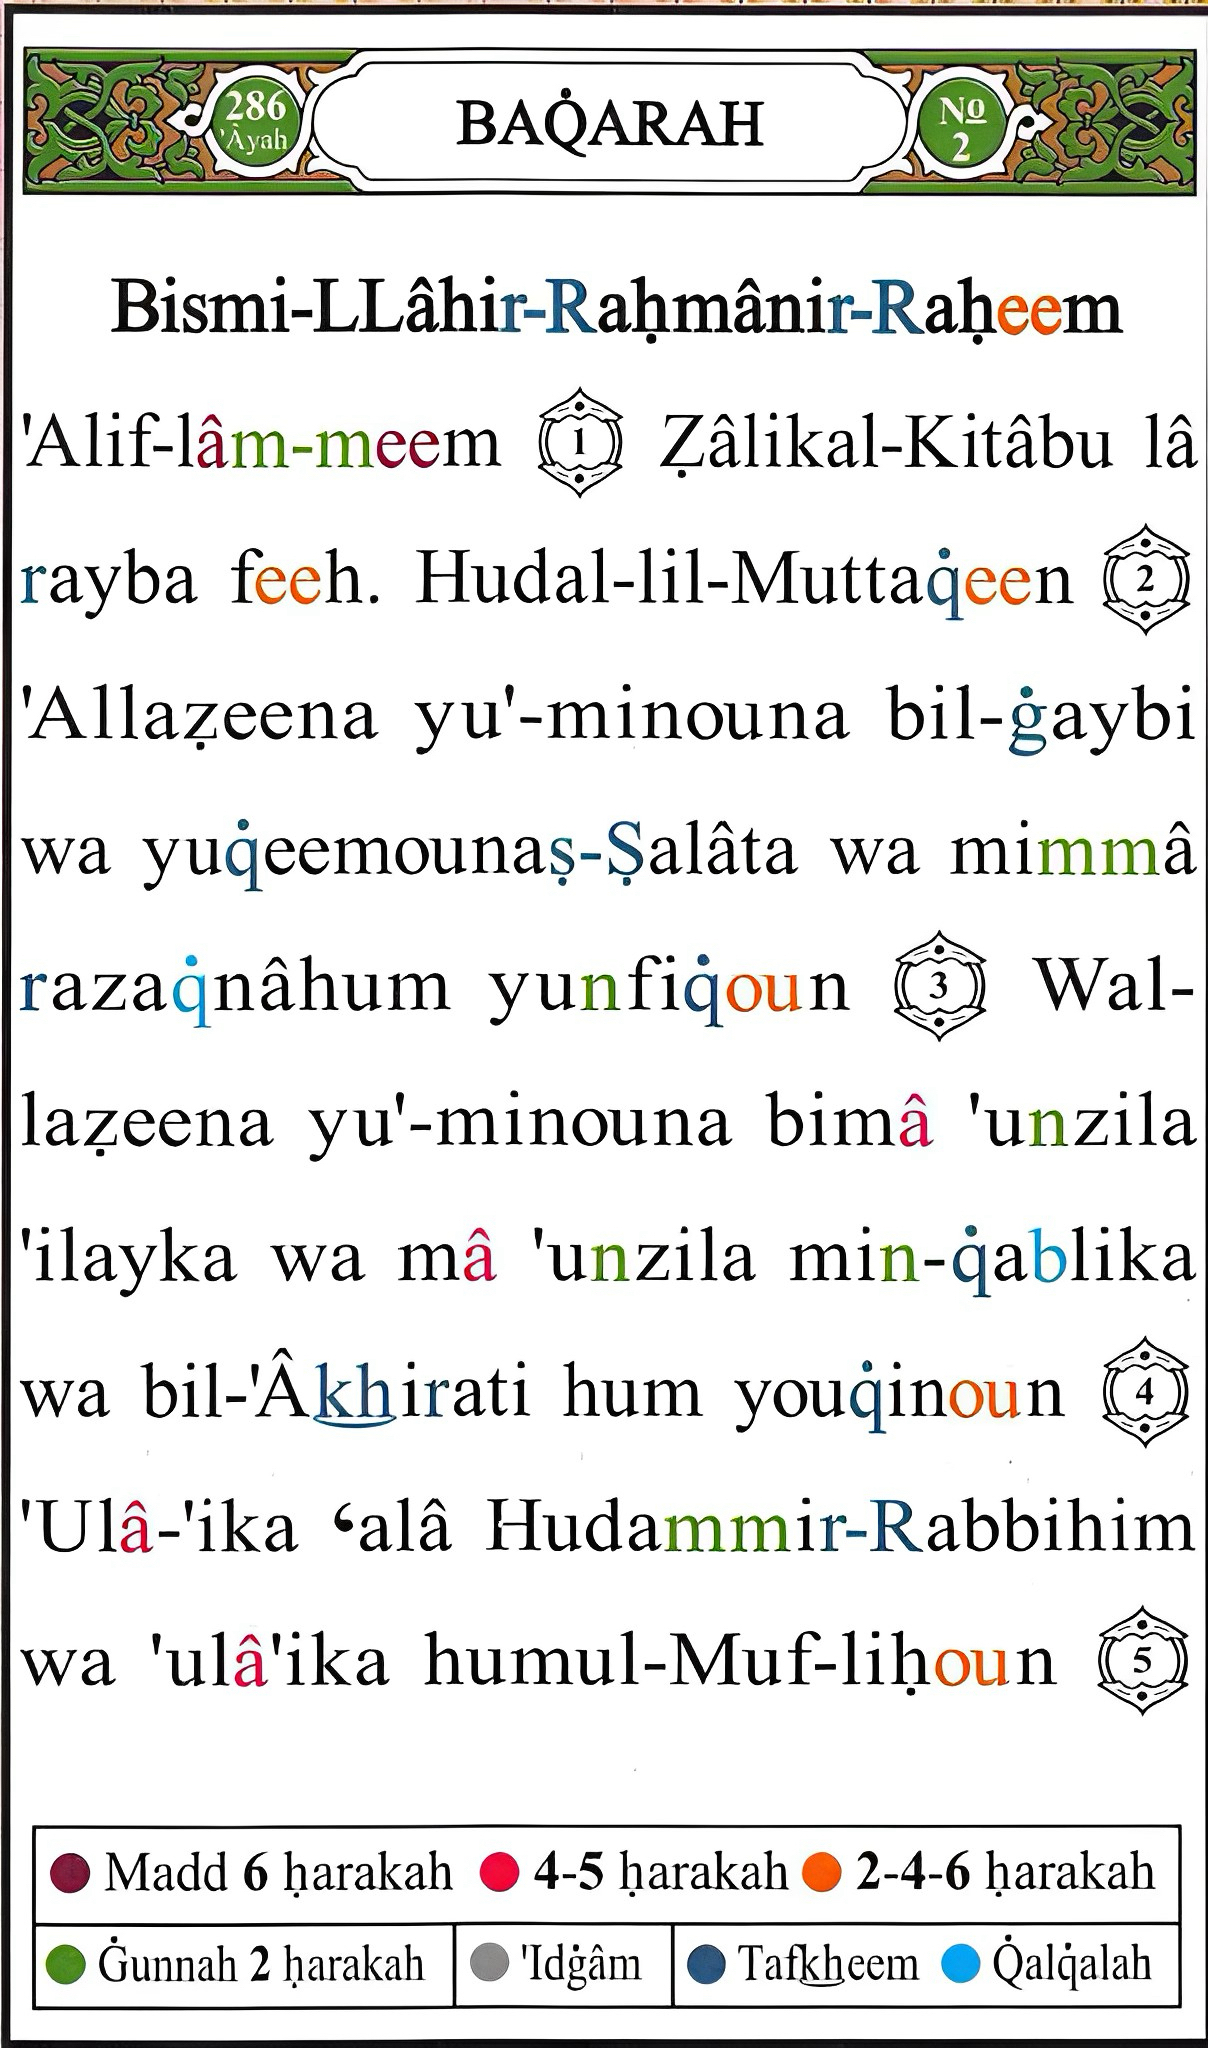 286 'Àyah
BAQ̇ARAH
No 2
Bismi-LLâhir-Raḥmânir-Raḥeem
'Alif-lâm-meem 1 Ẓâlikal-Kitâbu lâ
rayba feeh. Hudal-lil-Muttaq̇een 2
'Allaẓeena yu'-minouna bil-ġaybi
wa yuq̇eemounaṣ-Ṣalâta wa mimmâ
razaq̇nâhum yunfiq̇oun 3 Wal-
laẓeena yu'-minouna bimâ 'unzila
'ilayka wa mâ 'unzila min-q̇ablika
wa bil-'Âkhirati hum youq̇inoun 4
'Ulâ-'ika ‘alâ Hudammir-Rabbihim
wa 'ulâ'ika humul-Muf-liḥoun 5
Madd 6 ḥarakah 4-5 ḥarakah 2-4-6 ḥarakah
Ġunnah 2 ḥarakah 'Idġâm Tafkheem Q̇alq̇alah